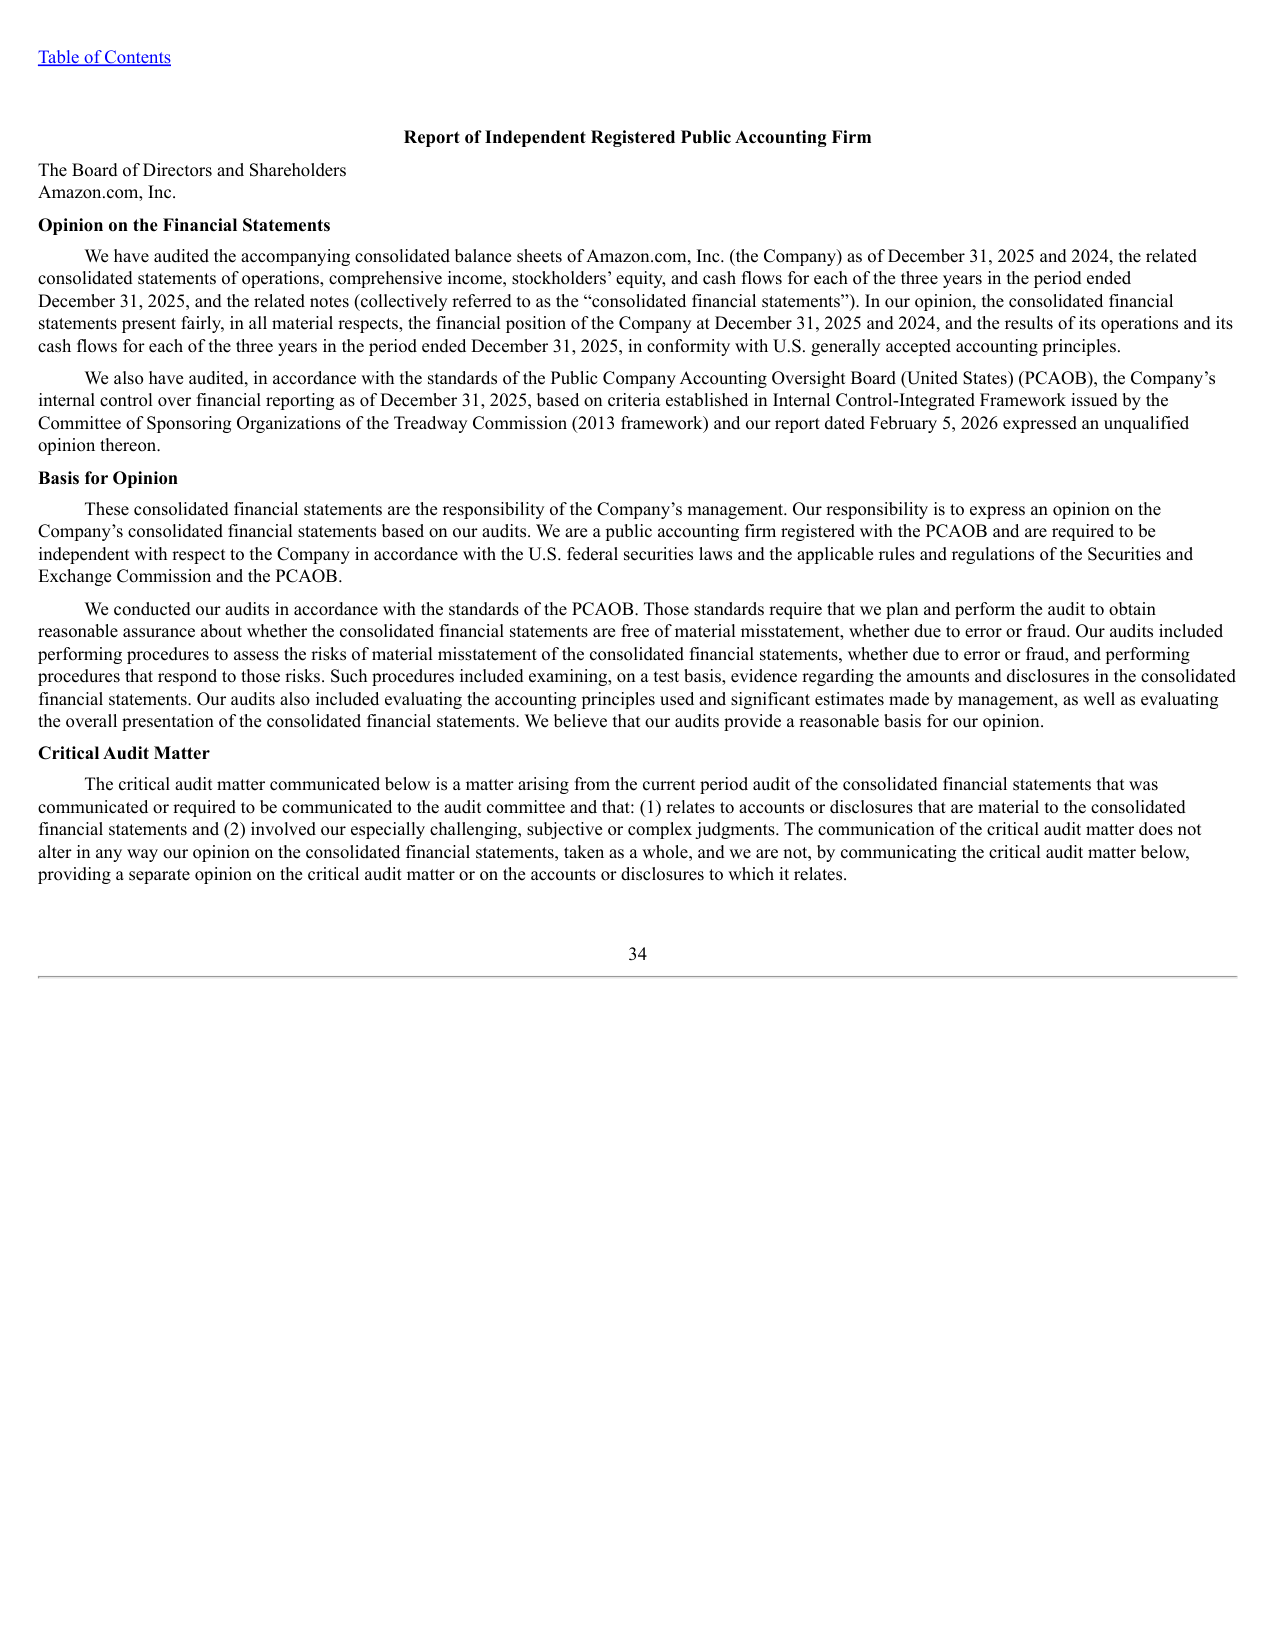 Table of Contents
Report of Independent Registered Public Accounting Firm
The Board of Directors and Shareholders
Amazon.com, Inc.
Opinion on the Financial Statements
We have audited the accompanying consolidated balance sheets of Amazon.com, Inc. (the Company) as of December 31, 2025 and 2024, the related
consolidated statements of operations, comprehensive income, stockholders’ equity, and cash flows for each of the three years in the period ended
December 31, 2025, and the related notes (collectively referred to as the “consolidated financial statements”). In our opinion, the consolidated financial
statements present fairly, in all material respects, the financial position of the Company at December 31, 2025 and 2024, and the results of its operations and its
cash flows for each of the three years in the period ended December 31, 2025, in conformity with U.S. generally accepted accounting principles.
We also have audited, in accordance with the standards of the Public Company Accounting Oversight Board (United States) (PCAOB), the Company’s
internal control over financial reporting as of December 31, 2025, based on criteria established in Internal Control-Integrated Framework issued by the
Committee of Sponsoring Organizations of the Treadway Commission (2013 framework) and our report dated February 5, 2026 expressed an unqualified
opinion thereon.
Basis for Opinion
These consolidated financial statements are the responsibility of the Company’s management. Our responsibility is to express an opinion on the
Company’s consolidated financial statements based on our audits. We are a public accounting firm registered with the PCAOB and are required to be
independent with respect to the Company in accordance with the U.S. federal securities laws and the applicable rules and regulations of the Securities and
Exchange Commission and the PCAOB.
We conducted our audits in accordance with the standards of the PCAOB. Those standards require that we plan and perform the audit to obtain
reasonable assurance about whether the consolidated financial statements are free of material misstatement, whether due to error or fraud. Our audits included
performing procedures to assess the risks of material misstatement of the consolidated financial statements, whether due to error or fraud, and performing
procedures that respond to those risks. Such procedures included examining, on a test basis, evidence regarding the amounts and disclosures in the consolidated
financial statements. Our audits also included evaluating the accounting principles used and significant estimates made by management, as well as evaluating
the overall presentation of the consolidated financial statements. We believe that our audits provide a reasonable basis for our opinion.
Critical Audit Matter
The critical audit matter communicated below is a matter arising from the current period audit of the consolidated financial statements that was
communicated or required to be communicated to the audit committee and that: (1) relates to accounts or disclosures that are material to the consolidated
financial statements and (2) involved our especially challenging, subjective or complex judgments. The communication of the critical audit matter does not
alter in any way our opinion on the consolidated financial statements, taken as a whole, and we are not, by communicating the critical audit matter below,
providing a separate opinion on the critical audit matter or on the accounts or disclosures to which it relates.
34